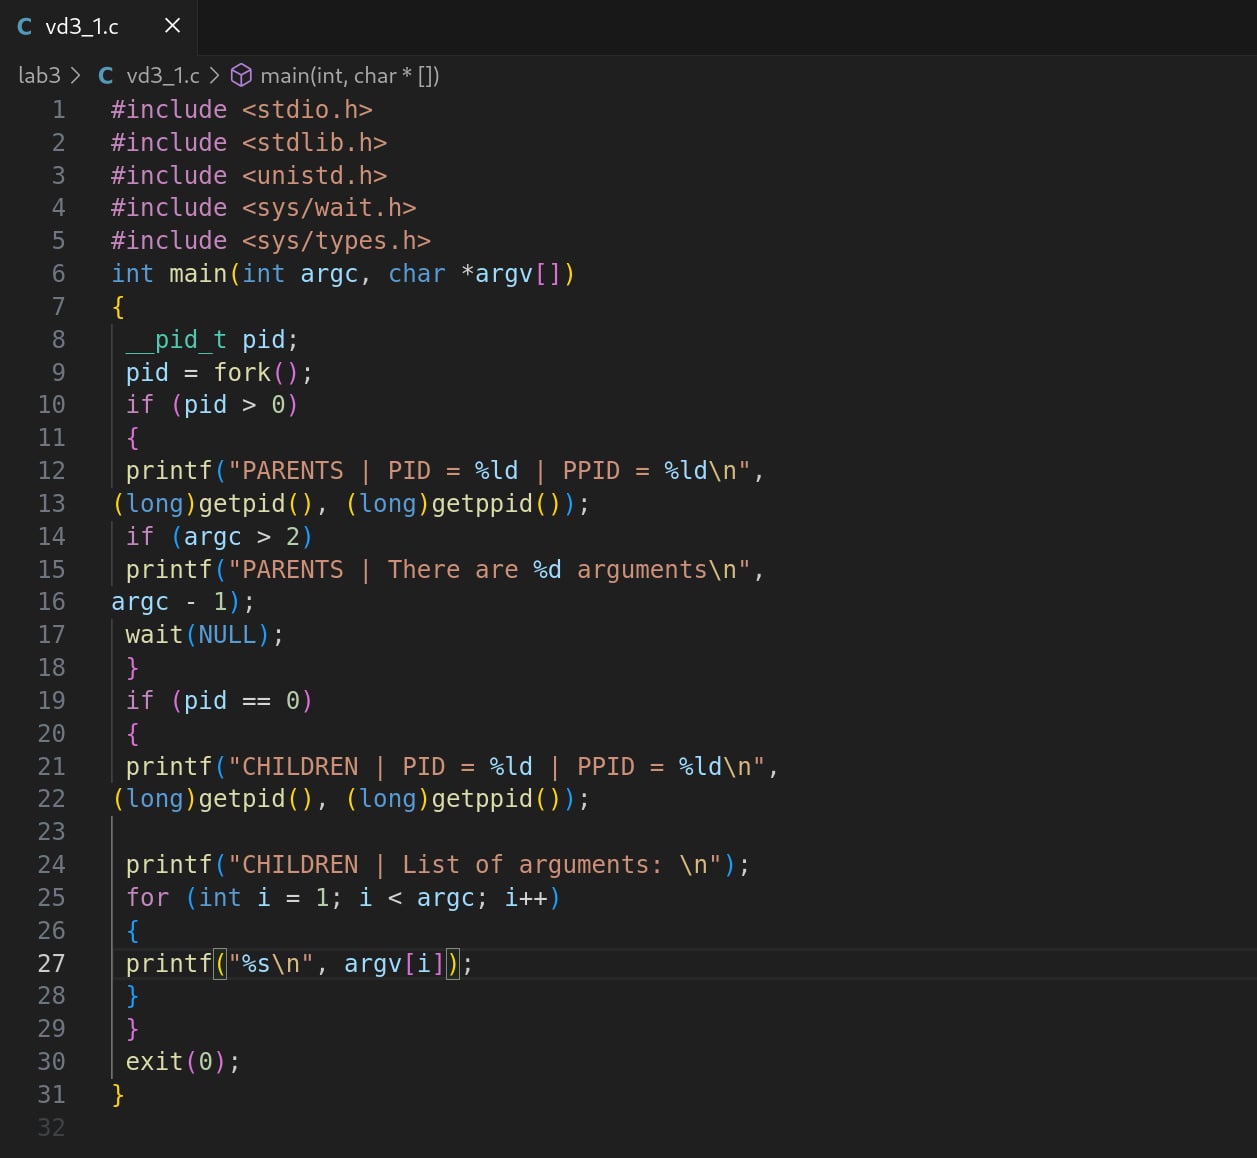 C vd3_1.c
lab3 > C vd3_1.c > main(int, char * [])
1 #include <stdio.h>
2 #include <stdlib.h>
3 #include <unistd.h>
4 #include <sys/wait.h>
5 #include <sys/types.h>
6 int main(int argc, char *argv[])
7 {
8 __pid_t pid;
9 pid = fork();
10 if (pid > 0)
11 {
12 printf("PARENTS | PID = %ld | PPID = %ld\n",
13 (long)getpid(), (long)getppid());
14 if (argc > 2)
15 printf("PARENTS | There are %d arguments\n",
16 argc - 1);
17 wait(NULL);
18 }
19 if (pid == 0)
20 {
21 printf("CHILDREN | PID = %ld | PPID = %ld\n",
22 (long)getpid(), (long)getppid());
23
24 printf("CHILDREN | List of arguments: \n");
25 for (int i = 1; i < argc; i++)
26 {
27 printf("%s\n", argv[i]);
28 }
29 }
30 exit(0);
31 }
32